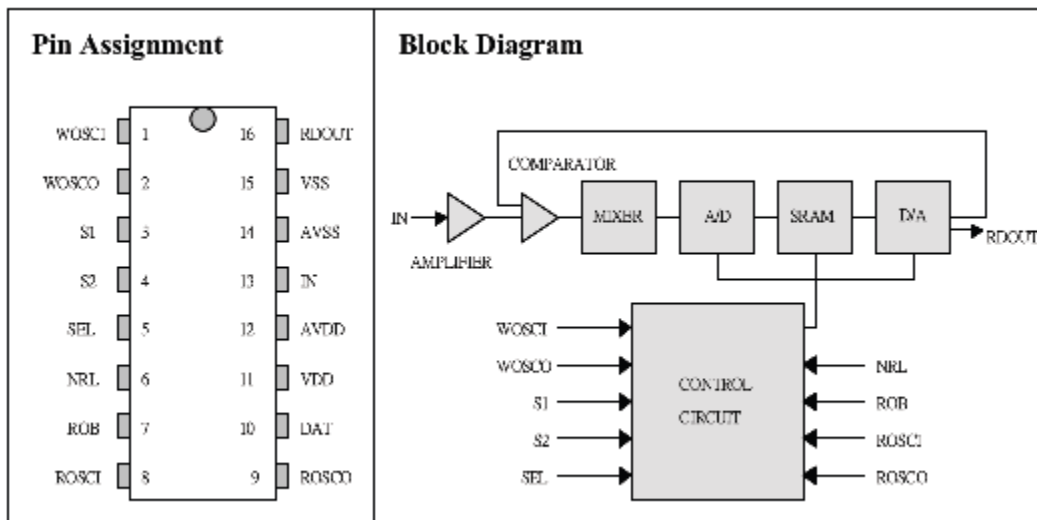 Pin Assignment
WOSCI 1 16 RDOUT
WOSCO 2 15 VSS
S1 3 14 AVSS
S2 4 13 IN
SEL 5 12 AVDD
NRL 6 11 VDD
ROB 7 10 DAT
ROSCI 8 9 ROSCO
Block Diagram
COMPARATOR
IN MIXER A/D SRAM D/A
RDOUT
AMPLIFIER
WOSCI
WOSCO
S1
S2
SEL
CONTROL
CIRCUIT
NRL
ROB
ROSCI
ROSCO